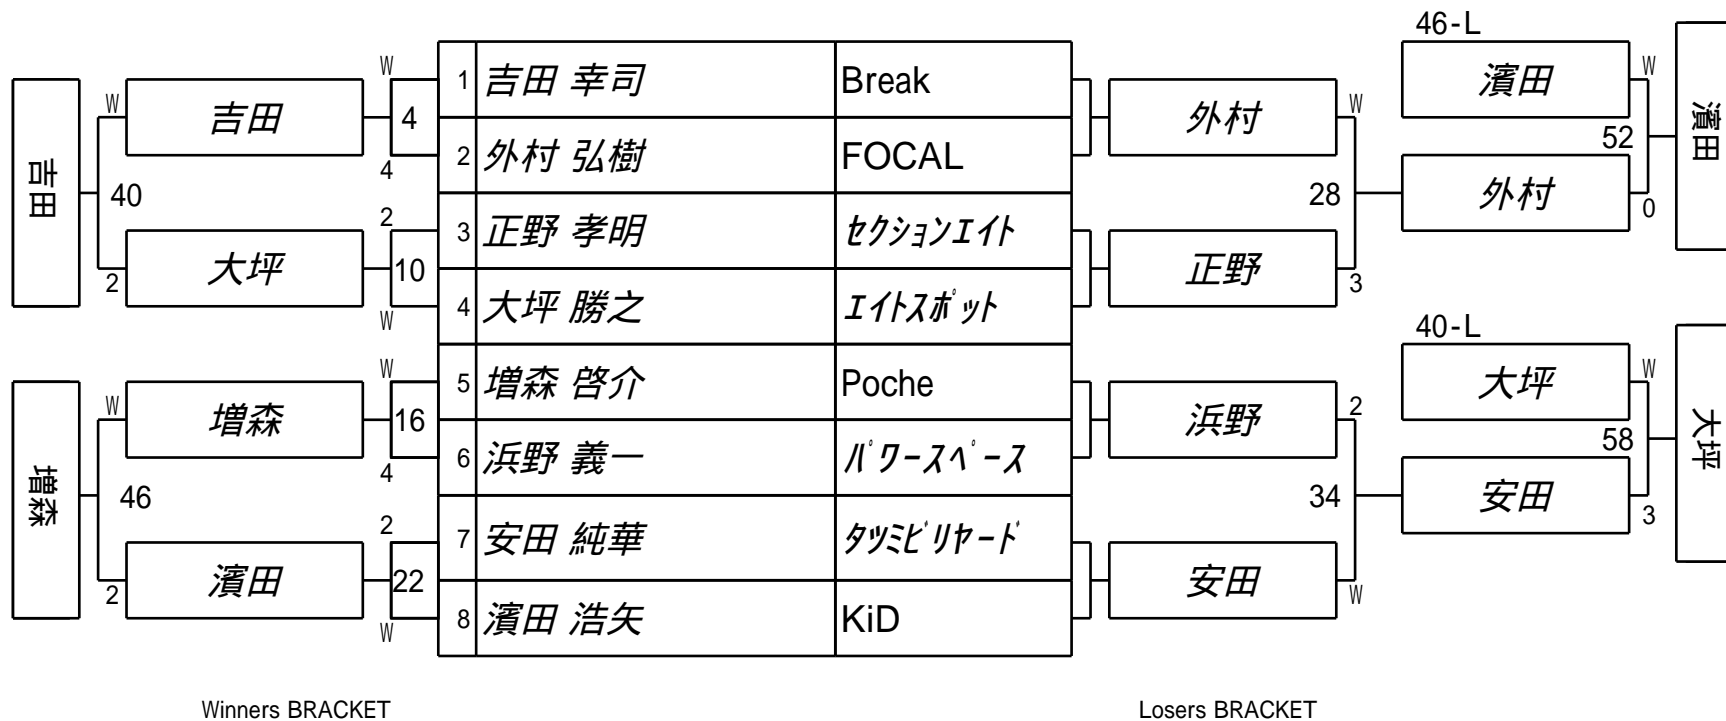 46-L
W
1 吉田 幸司 Break
濱田
W
W
吉田
4
外村
W
濱田
2 外村 弘樹 FOCAL
52
4
吉田
40
28
外村
0
2
3 正野 孝明 セクションエイト
大坪
10
正野
2
3
4 大坪 勝之 エイトスポット
W
40-L
W
5 増森 啓介 Poche
大坪
W
W
増森
16
浜野
2
大坪
58
6 浜野 義一 パワースペース
4
増森
46
34
安田
3
2
7 安田 純華 タツミビリヤード
濱田
22
安田
2
W
8 濱田 浩矢 KiD
W
Winners BRACKET
Losers BRACKET